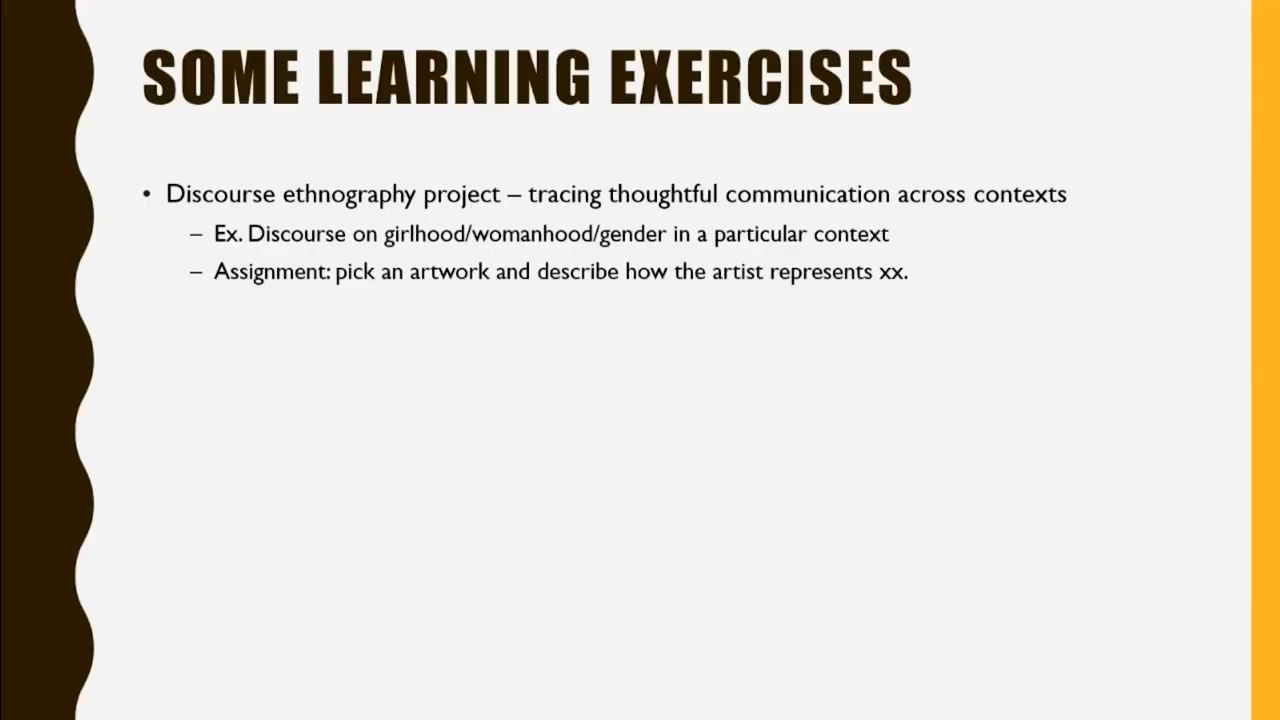 SOME LEARNING EXERCISES
• Discourse ethnography project – tracing thoughtful communication across contexts
– Ex. Discourse on girlhood/womanhood/gender in a particular context
– Assignment: pick an artwork and describe how the artist represents xx.